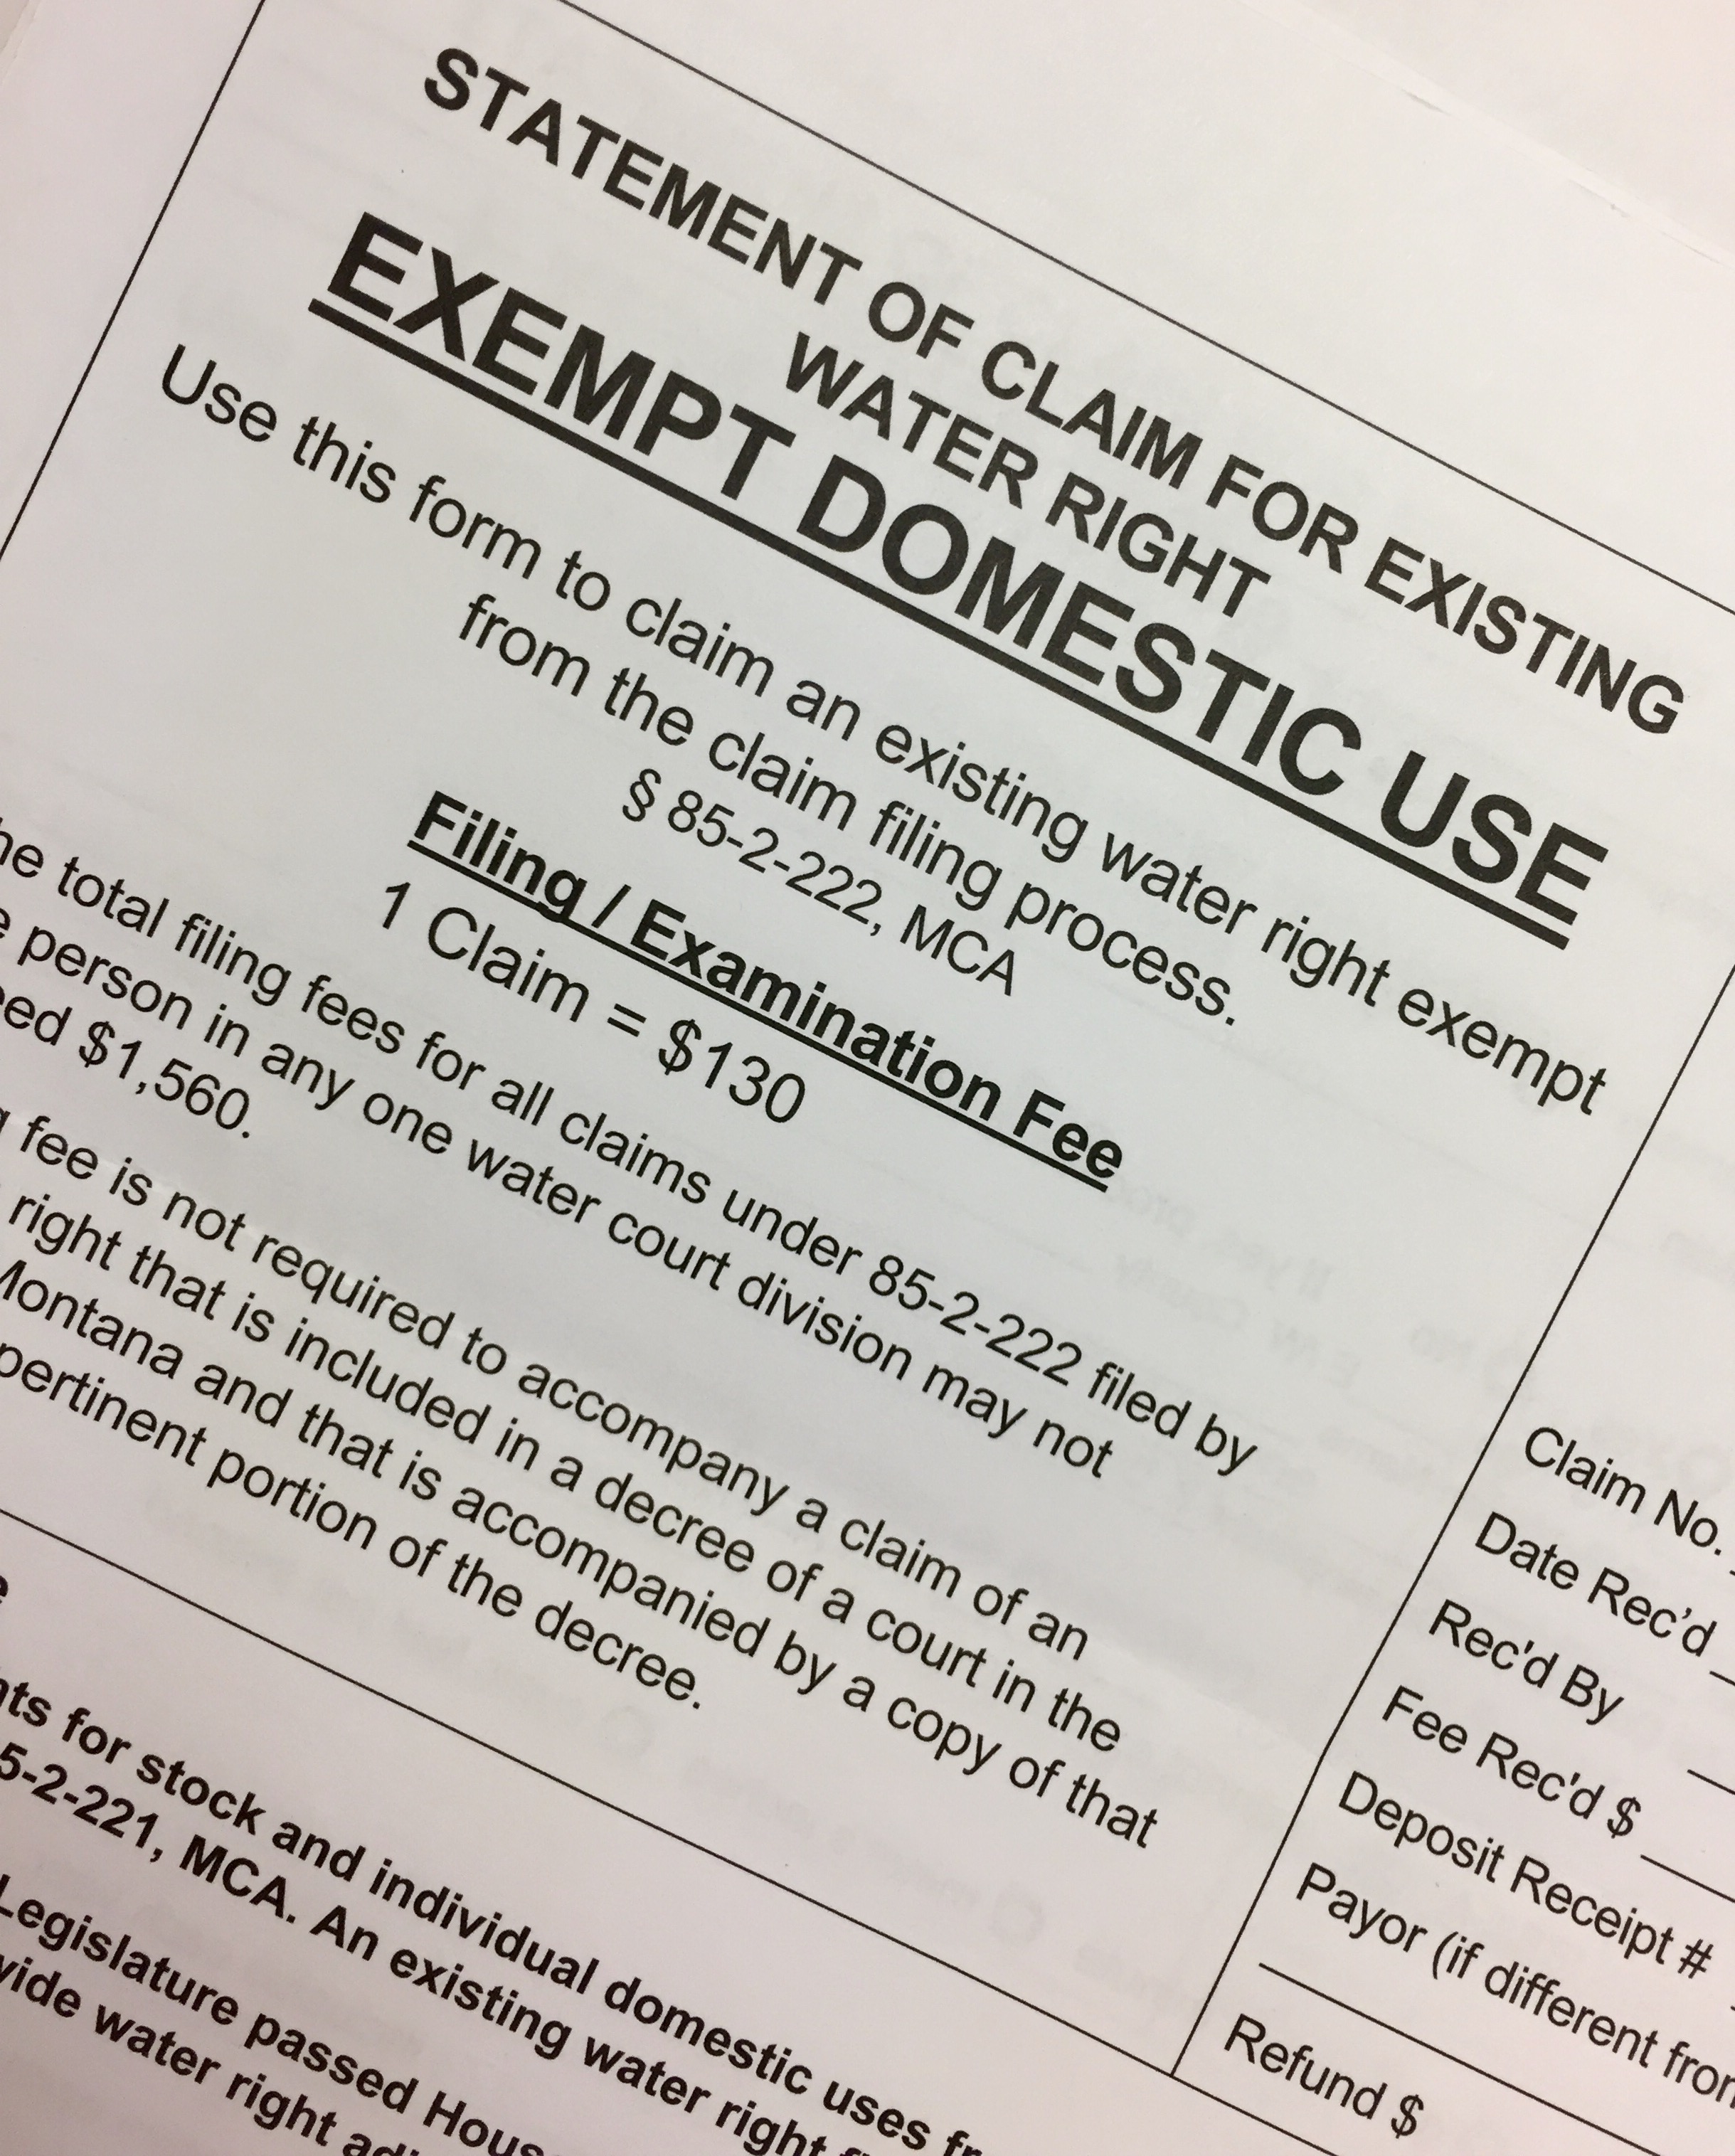 STATEMENT OF CLAIM FOR EXISTING
WATER RIGHT
EXEMPT DOMESTIC USE
Use this form to claim an existing water right exempt
from the claim filing process.
§ 85-2-222, MCA
Filing / Examination Fee
1 Claim = $130
total filing fees for all claims under 85-2-222 filed by
person in any one water court division may not
$1,560.
fee is not required to accompany a claim of an
right that is included in a decree of a court in the
Montana and that is accompanied by a copy of that
pertinent portion of the decree.
Claim No.
Date Rec’d
Rec'd By
Fee Rec'd $
Deposit Receipt #
Payor (if different from
Refund $
for stock and individual domestic uses
5-2-221, MCA. An existing water right
Legislature passed
water right